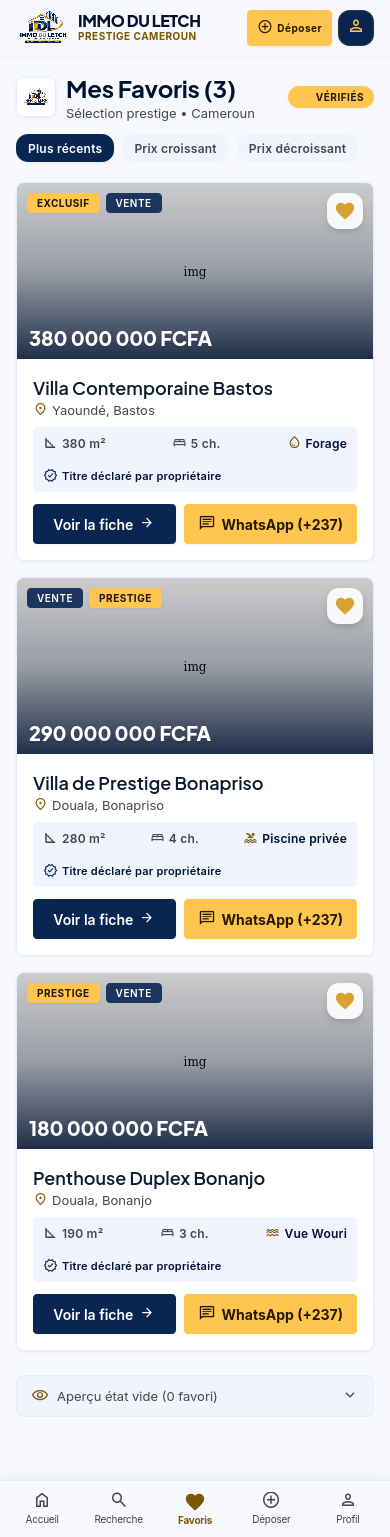 IMMO DU LETCH
IMMO DU LETCH
PRESTIGE CAMEROUN
Déposer
Mes Favoris (3)
Sélection prestige • Cameroun
VÉRIFIÉS
Plus récents
Prix croissant
Prix décroissant
EXCLUSIF
VENTE
img
380 000 000 FCFA
Villa Contemporaine Bastos
Yaoundé, Bastos
380 m²
5 ch.
Forage
Titre déclaré par propriétaire
Voir la fiche
WhatsApp (+237)
VENTE
PRESTIGE
img
290 000 000 FCFA
Villa de Prestige Bonapriso
Douala, Bonapriso
280 m²
4 ch.
Piscine privée
Titre déclaré par propriétaire
Voir la fiche
WhatsApp (+237)
PRESTIGE
VENTE
img
180 000 000 FCFA
Penthouse Duplex Bonanjo
Douala, Bonanjo
190 m²
3 ch.
Vue Wouri
Titre déclaré par propriétaire
Voir la fiche
WhatsApp (+237)
Aperçu état vide (0 favori)
Accueil
Recherche
Favoris
Déposer
Profil